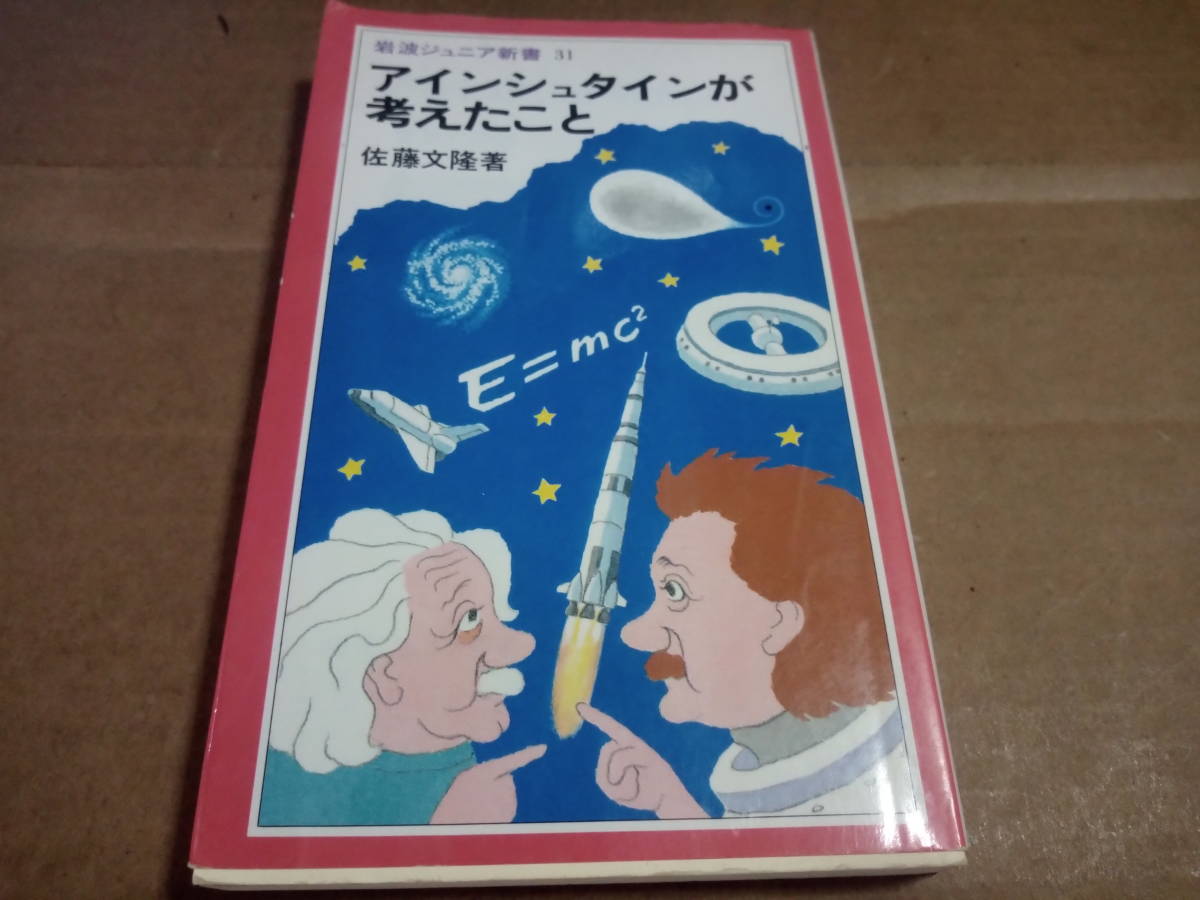 岩波ジュニア新書 31
アインシュタインが
考えたこと
佐藤文隆著
E=mc²